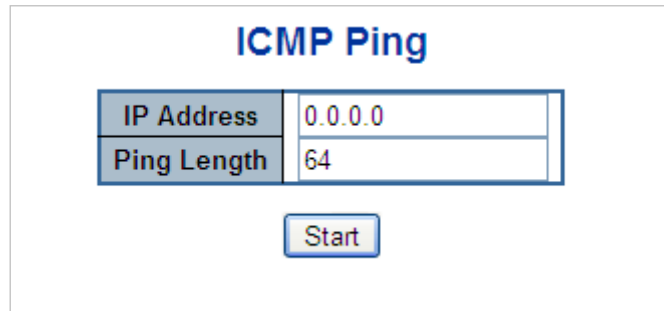 ICMP Ping
IP Address 0.0.0.0
Ping Length 64
Start